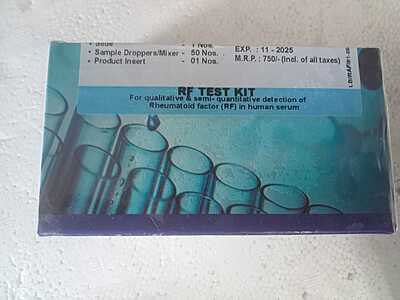 - Slide - 1 Nos.
- Sample Droppers/Mixer - 50 Nos.
- Product Insert - 01 Nos.
EXP. : 11 - 2025
M.R.P. : 750/- (Incl. of all taxes)
RF TEST KIT
For qualitative & semi- quantitative detection of
Rheumatoid factor (RF) in human serum